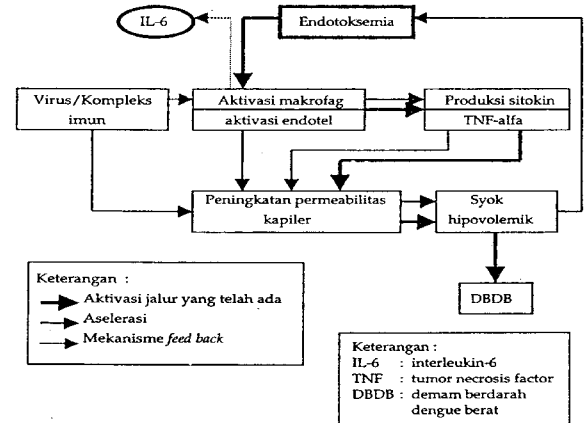 IL-6
Endotoksemia
Virus/Kompleks
imun
Aktivasi makrofag
aktivasi endotel
Produksi sitokin
TNF-alfa
Peningkatan permeabilitas
kapiler
Syok
hipovolemik
DBDB
Keterangan :
Aktivasi jalur yang telah ada
Aselerasi
Mekanisme feed back
Keterangan :
IL-6 : interleukin-6
TNF : tumor necrosis factor
DBDB : demam berdarah
dengue berat